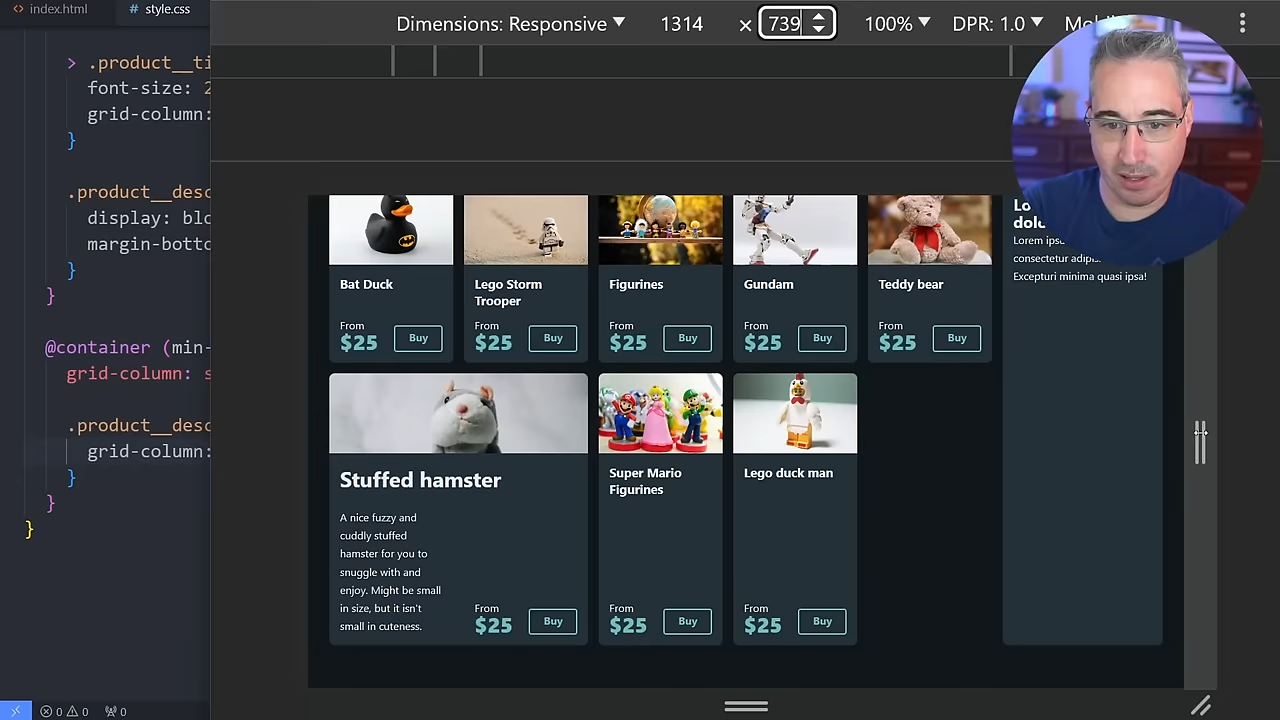 <> index.html # style.css
Dimensions: Responsive 1314 × 739 100% DPR: 1.0
> .product__ti
font-size: 2
grid-column:
}
.product__desc
display: blo
margin-botto
}
}
@container (min-
grid-column: s
.product__desc
grid-column:
}
}
}
0 0 0
Bat Duck
From
$25
Buy
Lego Storm
Trooper
From
$25
Buy
Figurines
From
$25
Buy
Gundam
From
$25
Buy
Teddy bear
From
$25
Buy
Lo
dolo
Lorem ipsu
consectetur adipi
Excepturi minima quasi ipsa!
Stuffed hamster
A nice fuzzy and
cuddly stuffed
hamster for you to
snuggle with and
enjoy. Might be small
in size, but it isn't
small in cuteness.
From
$25
Buy
Super Mario
Figurines
From
$25
Buy
Lego duck man
From
$25
Buy